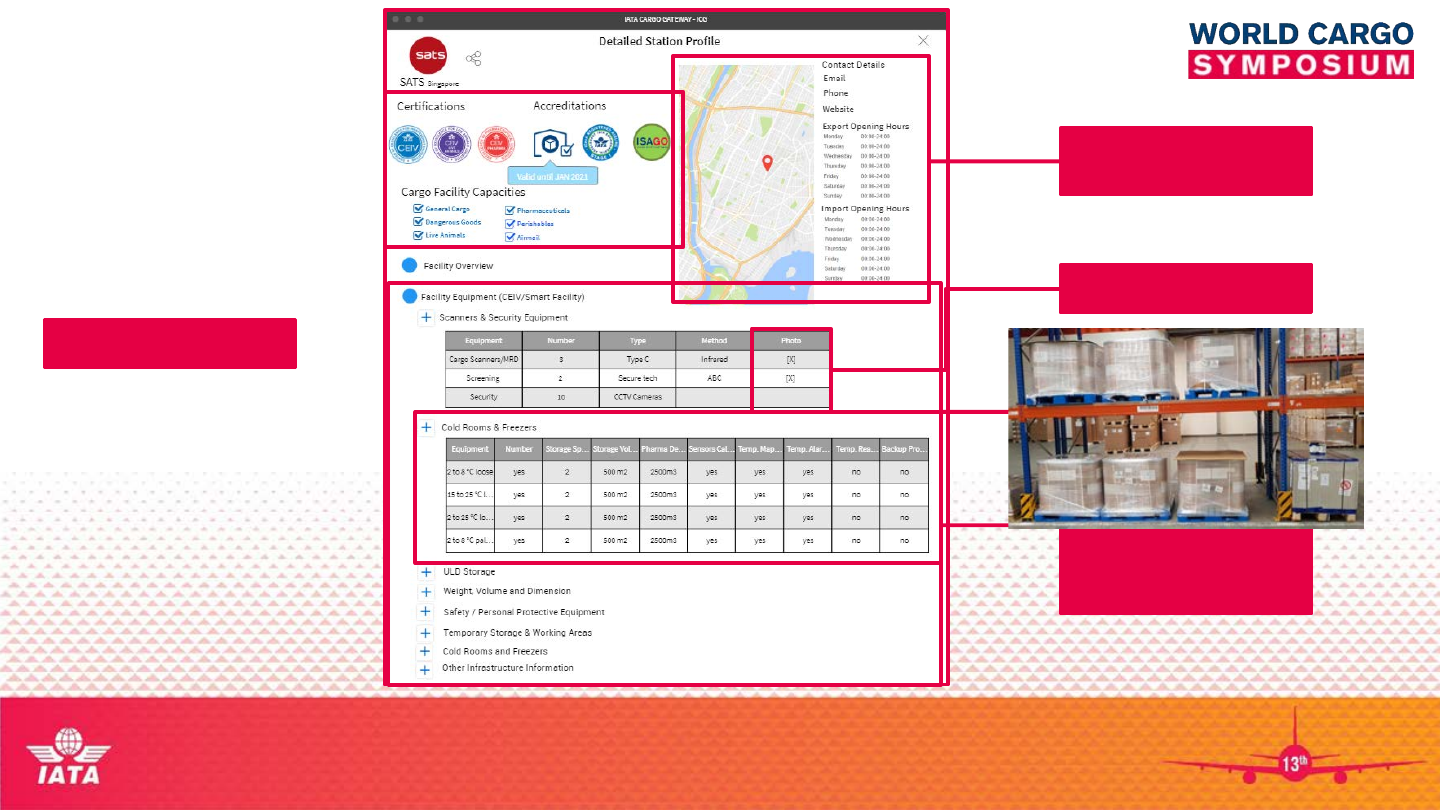 IATA CARGO GATEWAY - ICG
Detailed Station Profile
WORLD CARGO
SYMPOSIUM
sats
SATS Singapore
Certifications
Accreditations
CEIV
CEIV
CEIV
IATA
ISAGO
Valid until JAN 2023
Cargo Facility Capacities
General Cargo
Pharmaceuticals
Dangerous Goods
Perishables
Live Animals
Airmail
Contact Details
Email
Phone
Website
Export Opening Hours
Monday 00:00-24:00
Tuesday 00:00-24:00
Wednesday 00:00-24:00
Thursday 00:00-24:00
Friday 00:00-24:00
Saturday 00:00-24:00
Sunday 00:00-24:00
Import Opening Hours
Monday 00:00-24:00
Tuesday 00:00-24:00
Wednesday 00:00-24:00
Thursday 00:00-24:00
Friday 00:00-24:00
Saturday 00:00-24:00
Sunday 00:00-24:00
Facility Overview
Facility Equipment (CEIV/Smart Facility)
Scanners & Security Equipment
Equipment Number Type Method Photo
Cargo Scanners/MRD 3 Type C Infrared [X]
Screening 2 Secure tech ABC [X]
Security 10 CCTV Cameras
Cold Rooms & Freezers
Equipment Number Storage Sp... Storage Vol... Pharma De... Sensors Cal... Temp. Map... Temp. Alar... Temp. Rea... Backup Pro...
2 to 8 °C loose yes 2 500 m2 2500m3 yes yes yes no no
15 to 25 °C l... yes 2 500 m2 2500m3 yes yes yes no no
2 to 25 °C lo... yes 2 500 m2 2500m3 yes yes yes no no
2 to 8 °C pal... yes 2 500 m2 2500m3 yes yes yes no no
ULD Storage
Weight, Volume and Dimension
Safety / Personal Protective Equipment
Temporary Storage & Working Areas
Cold Rooms and Freezers
Other Infrastructure Information
IATA
13th